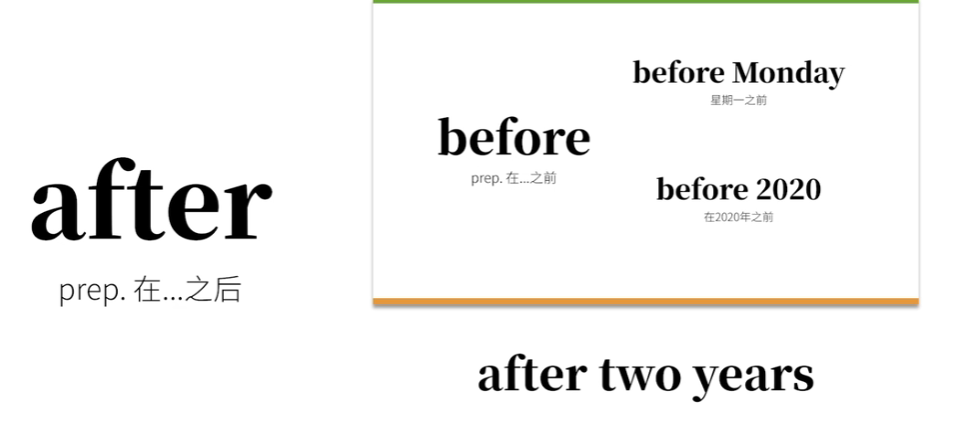 after
prep. 在...之后
before
prep. 在...之前
before Monday
星期一之前
before 2020
在2020年之前
after two years